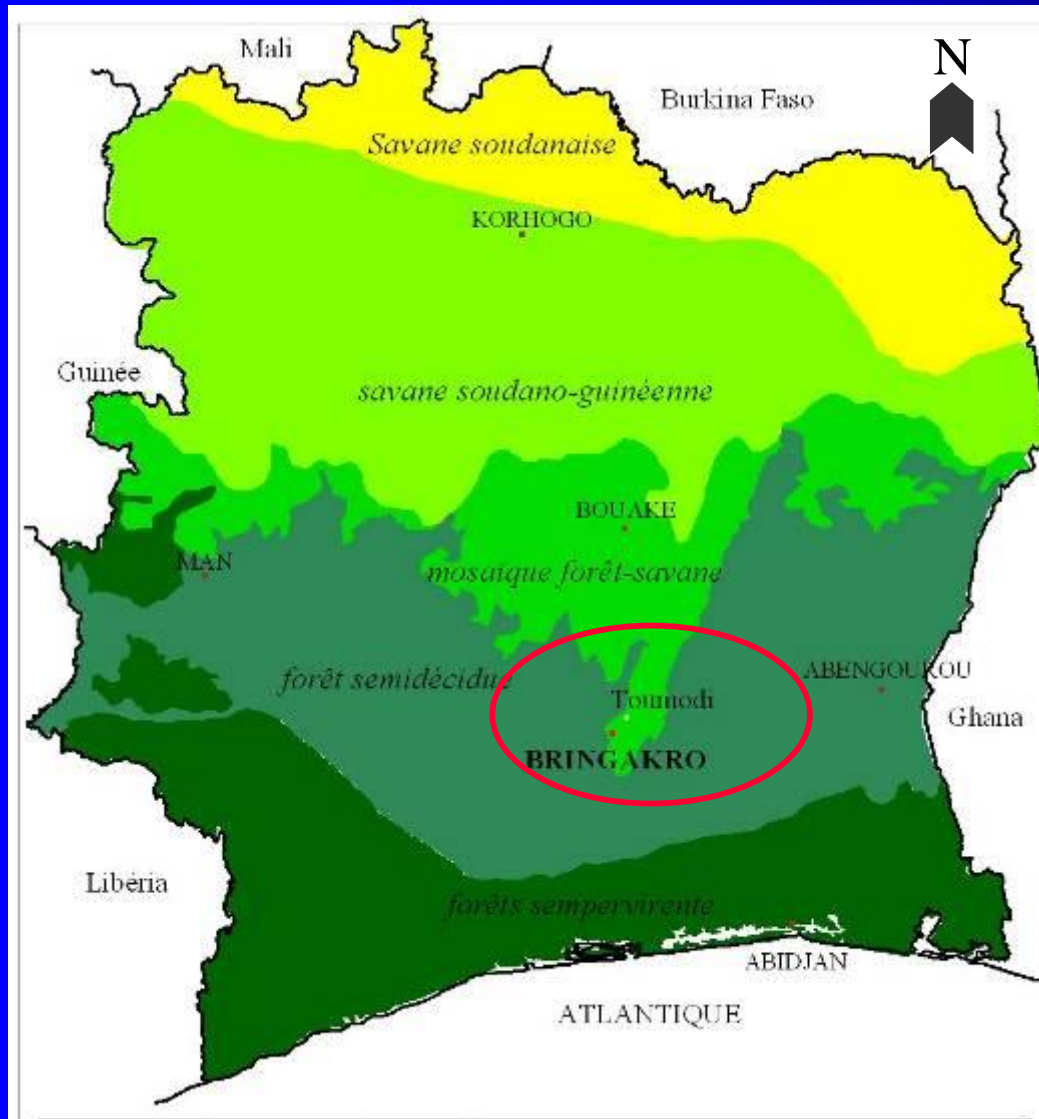 Mali
N
Burkina Faso
Savane soudanaise
KORHOGO
Guinée
savane soudano-guinéenne
BOUAKE
MAN
mosaïque forêt-savane
forêt semidécidue
ABENGOUROU
Toumodi
Ghana
BRINGAKRO
Libéria
forêts sempervirente
ABIDJAN
ATLANTIQUE